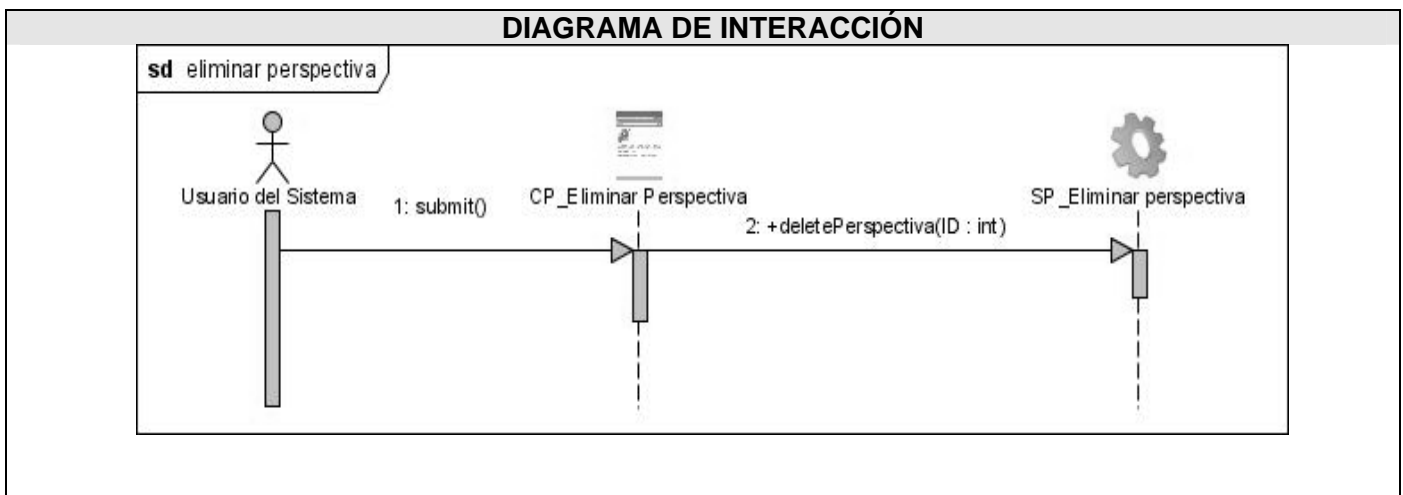 DIAGRAMA DE INTERACCIÓN
sd eliminar perspectiva
Usuario del Sistema
1: submit()
CP_Eliminar Perspectiva
2: +deletePerspectiva(ID : int)
SP_Eliminar perspectiva